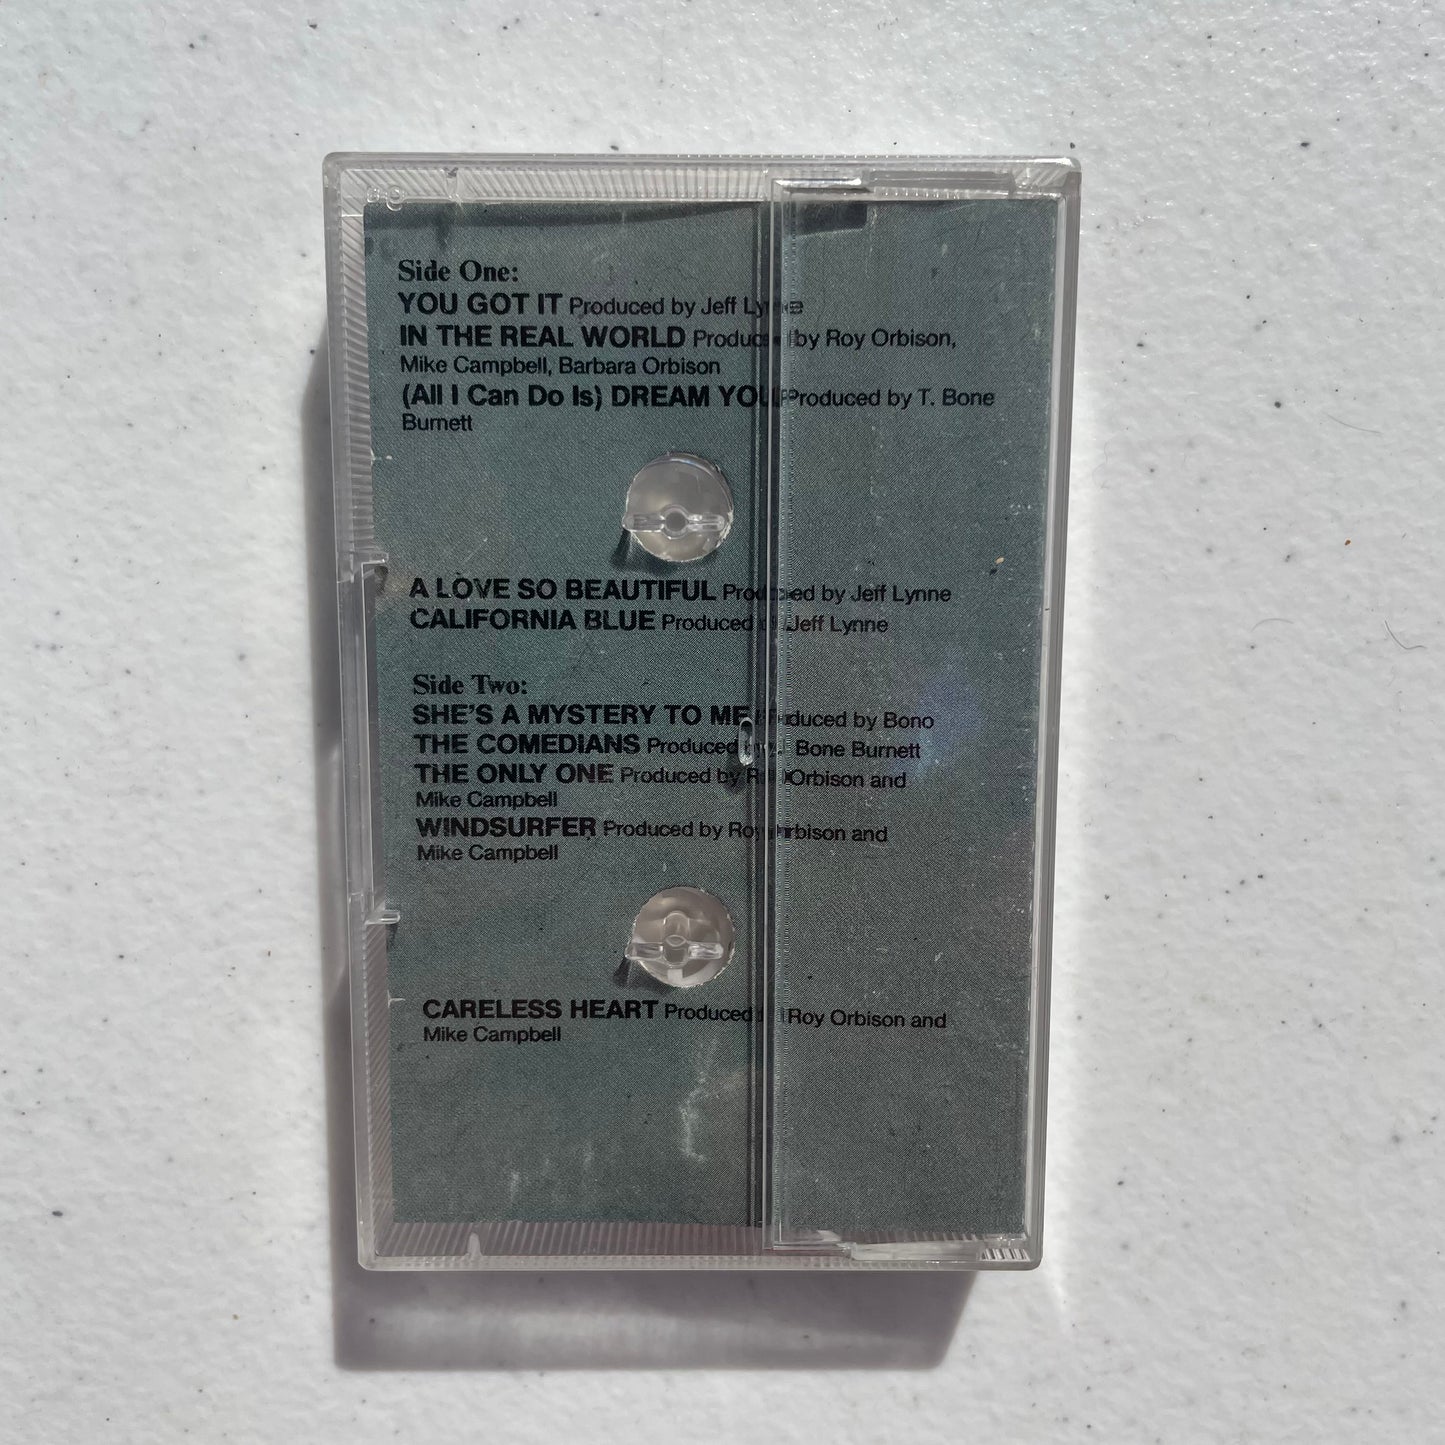 Side One:
YOU GOT IT Produced by Jeff Lynne
IN THE REAL WORLD Produced by Roy Orbison,
Mike Campbell, Barbara Orbison
(All I Can Do Is) DREAM YOU Produced by T. Bone
Burnett
A LOVE SO BEAUTIFUL Produced by Jeff Lynne
CALIFORNIA BLUE Produced by Jeff Lynne
Side Two:
SHE'S A MYSTERY TO ME Produced by Bono
THE COMEDIANS Produced by T. Bone Burnett
THE ONLY ONE Produced by Roy Orbison and
Mike Campbell
WINDSURFER Produced by Roy Orbison and
Mike Campbell
CARELESS HEART Produced by Roy Orbison and
Mike Campbell